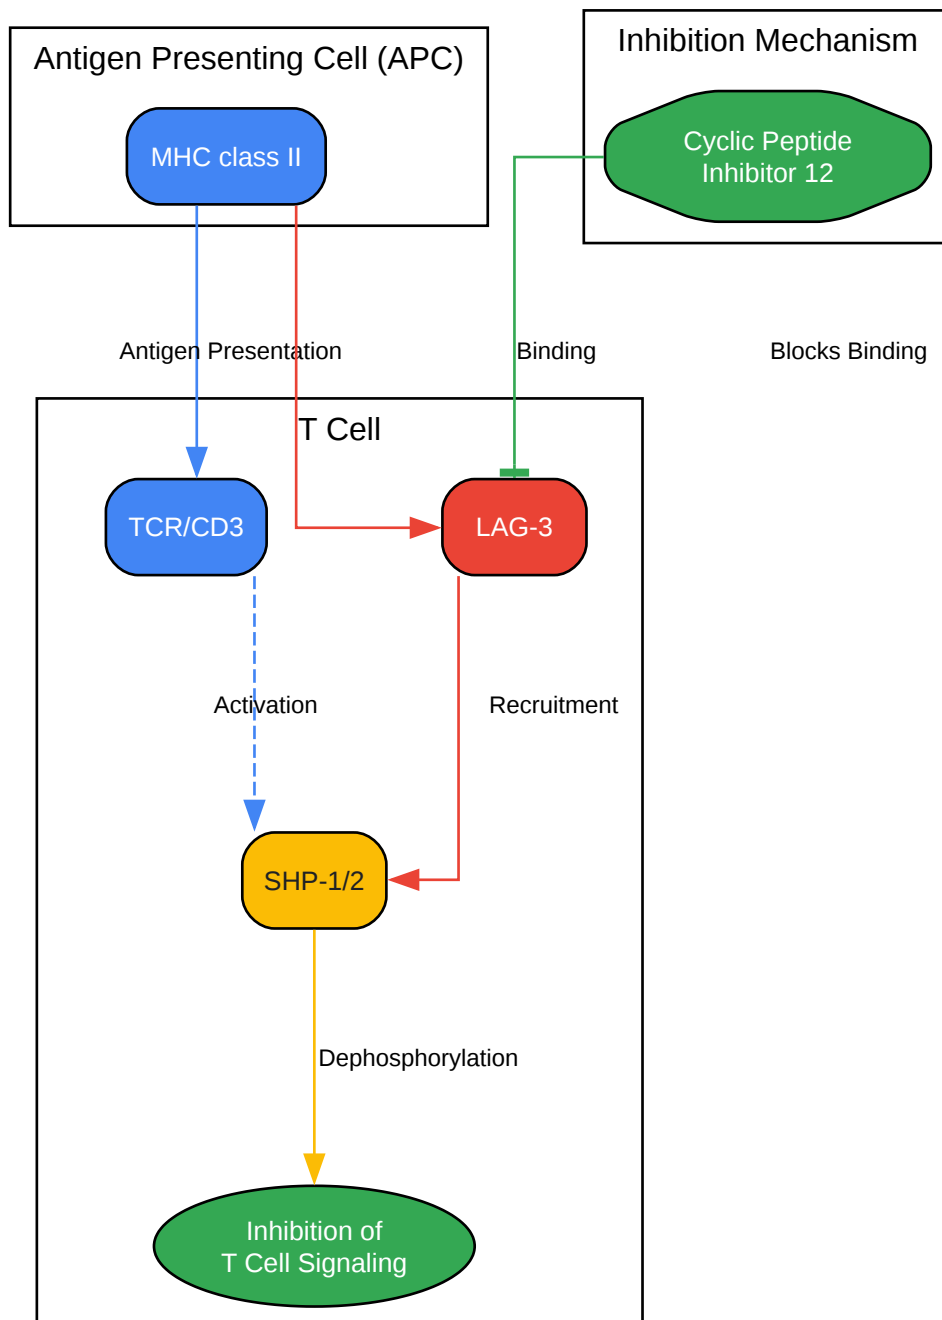 Antigen Presenting Cell (APC)
Inhibition Mechanism
MHC class II
Cyclic Peptide
Inhibitor 12
Antigen Presentation
Binding
Blocks Binding
T Cell
TCR/CD3
LAG-3
Activation
Recruitment
SHP-1/2
Dephosphorylation
Inhibition of
T Cell Signaling